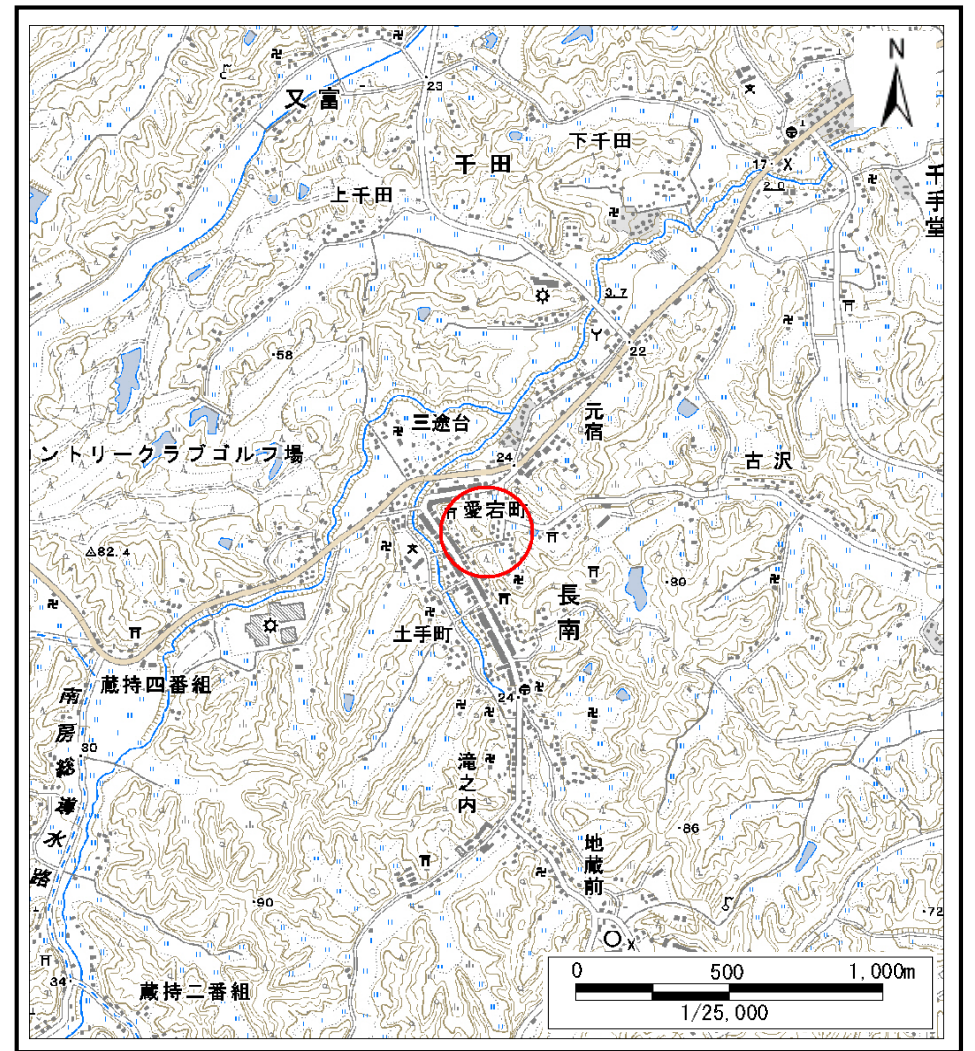 N
又富
23
千田
下千田
上千田
17
2.0
千手堂
3.7
22
58
元宿
三途台
ントリークラブゴルフ場
24
古沢
愛宕町
82.4
80
長南
土手町
蔵持四番組
24
南房総導水路
30
滝之内
86
地蔵前
90
72
34
蔵持二番組
0 500 1,000m
1/25,000